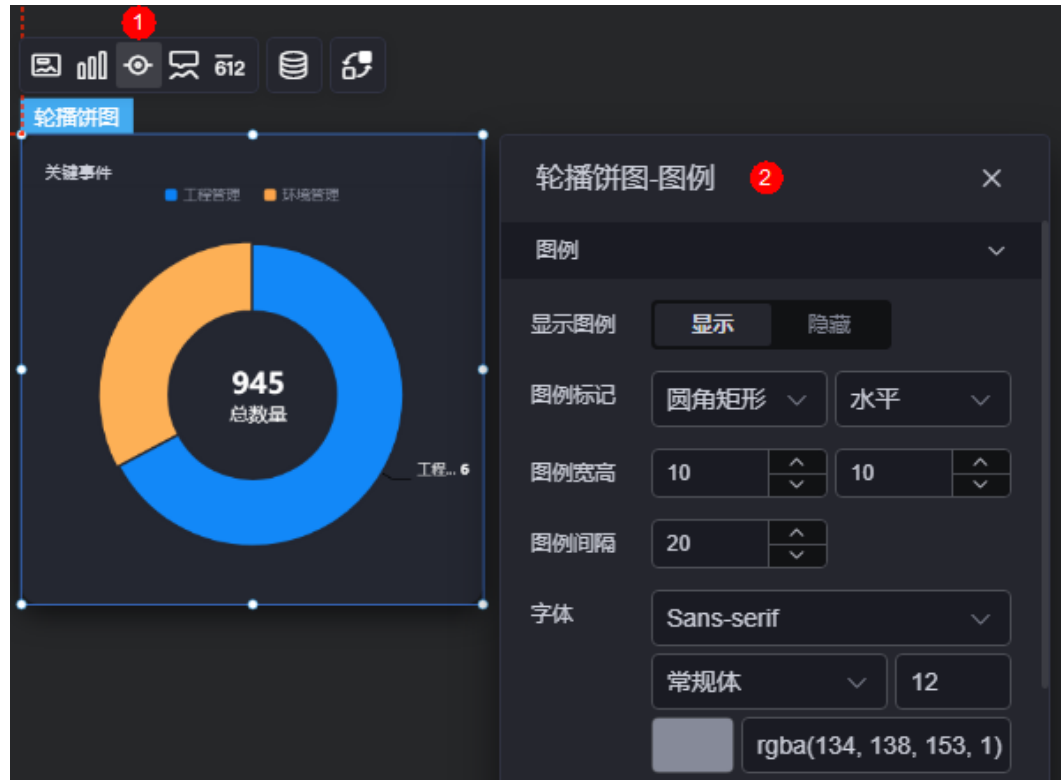 1
612
轮播饼图
关键事件
工程管理 环境管理
945
总数量
工程... 6
轮播饼图-图例 2
图例
显示图例 显示 隐藏
图例标记 圆角矩形 水平
图例宽高 10 10
图例间隔 20
字体 Sans-serif
常规体 12
rgba(134, 138, 153, 1)